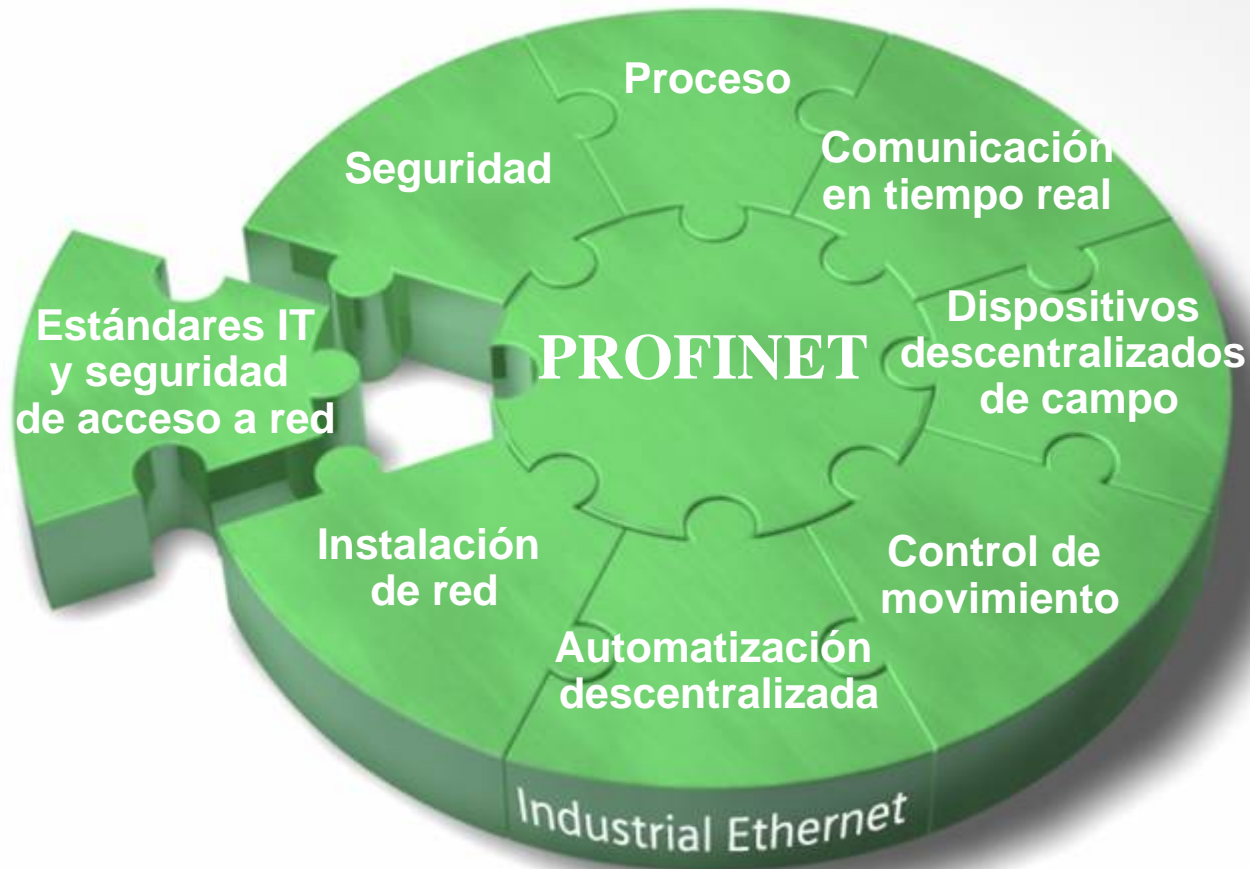 Proceso
Comunicación
en tiempo real
Seguridad
Dispositivos
descentralizados
de campo
Estándares IT
y seguridad
de acceso a red
PROFINET
Instalación
de red
Control de
movimiento
Automatización
descentralizada
Industrial Ethernet